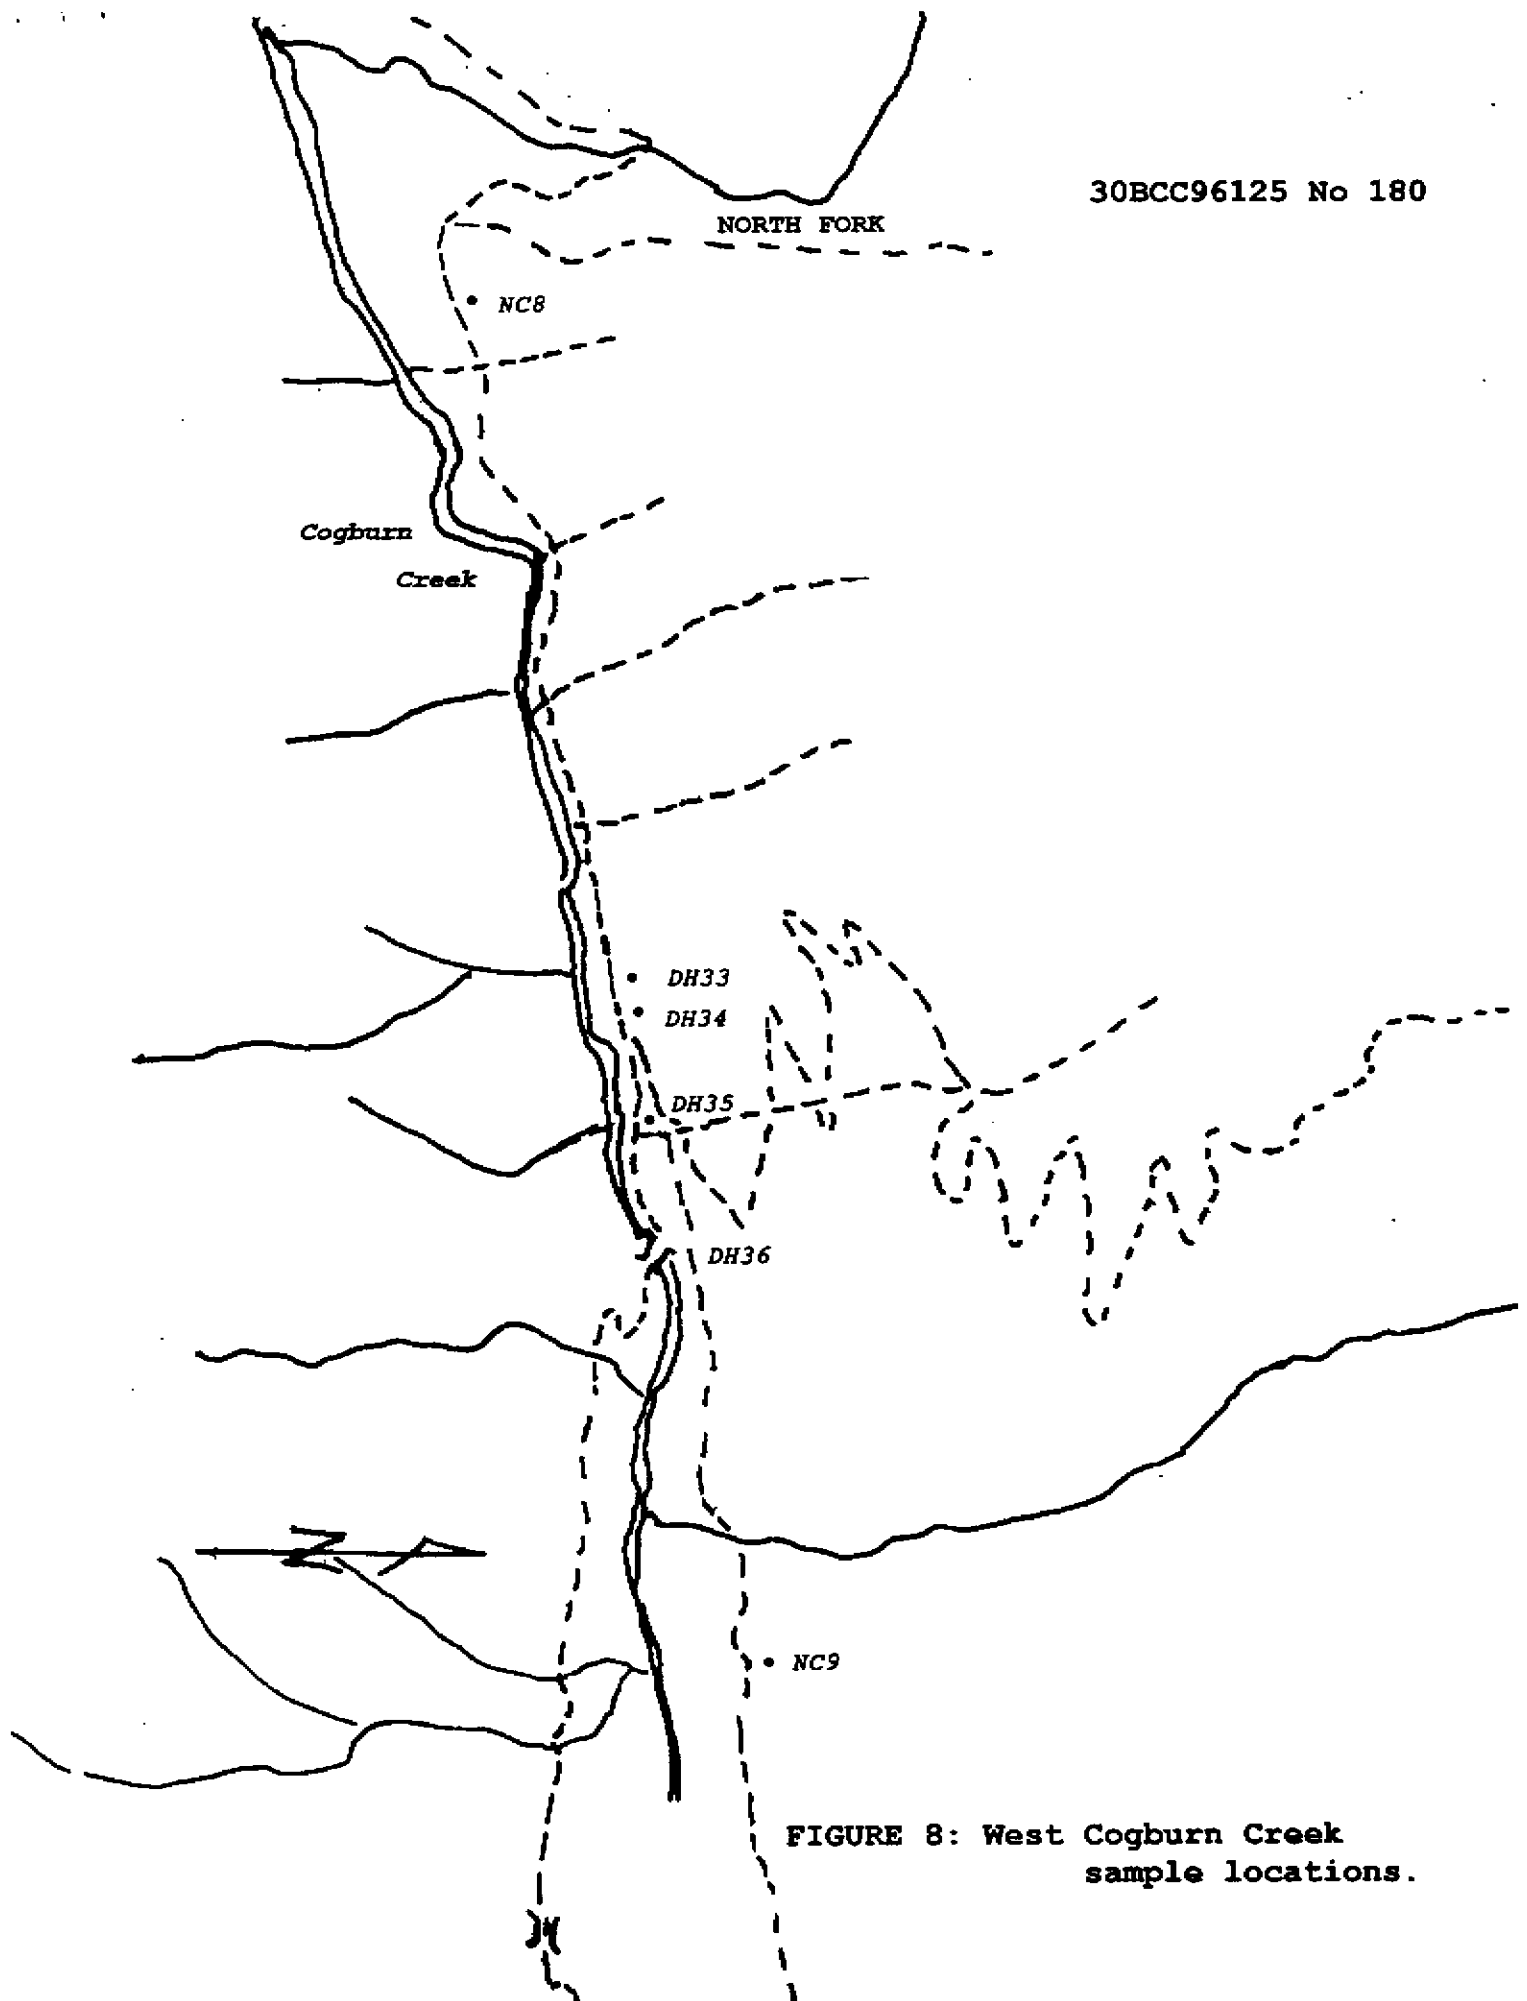 30BCC96125 No 180
NORTH FORK
NC8
Cogburn
Creek
DH33
DH34
DH35
DH36
N
NC9
FIGURE 8: West Cogburn Creek
sample locations.